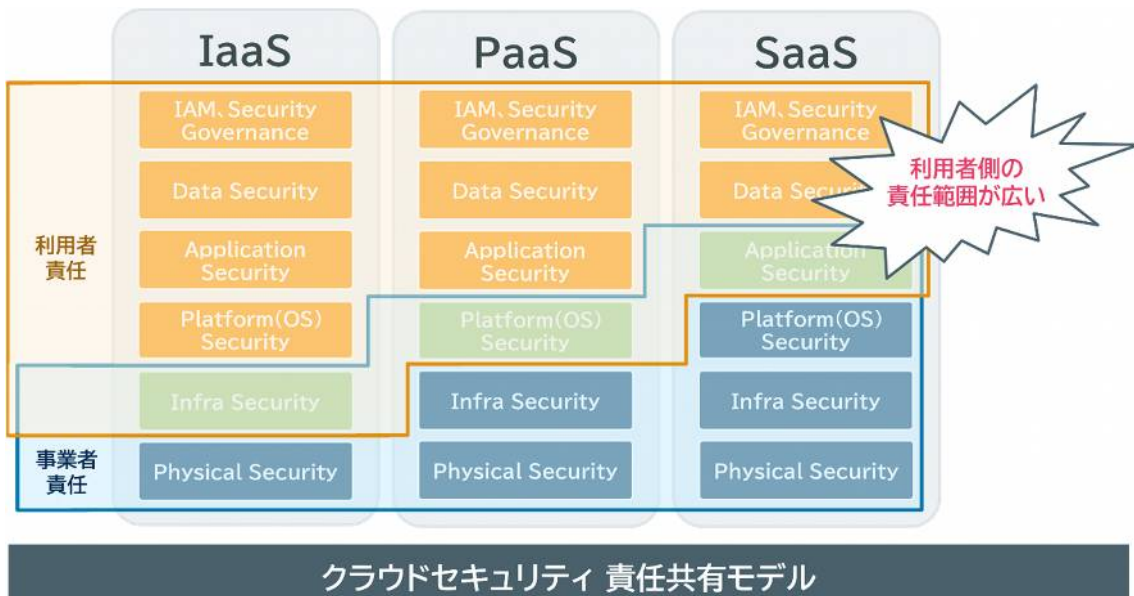 IaaS
IAM、Security
Governance
Data Security
Application
Security
Platform(OS)
Security
Infra Security
Physical Security
PaaS
IAM、Security
Governance
Data Security
Application
Security
Platform(OS)
Security
Infra Security
Physical Security
SaaS
IAM、Security
Governance
Data Security
Application
Security
Platform(OS)
Security
Infra Security
Physical Security
利用者側の
責任範囲が広い
利用者
責任
事業者
責任
クラウドセキュリティ 責任共有モデル